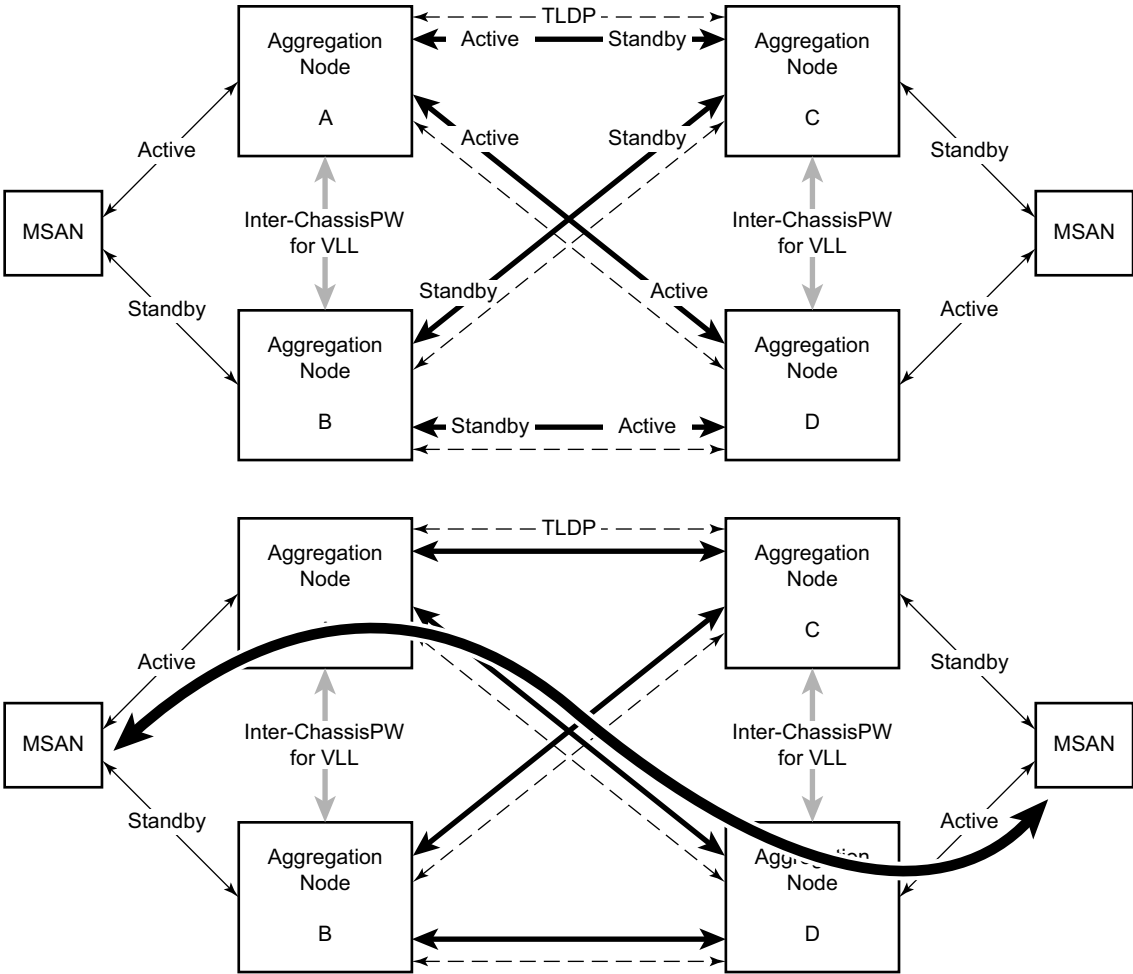 TLDP
Active
Standby
Aggregation
Node
A
Aggregation
Node
C
Active
Standby
Active
Standby
MSAN
Inter-ChassisPW
for VLL
Inter-ChassisPW
for VLL
MSAN
Standby
Standby
Active
Active
Aggregation
Node
B
Aggregation
Node
D
Standby
Active
TLDP
Aggregation
Node
Aggregation
Node
C
Active
Standby
MSAN
Inter-ChassisPW
for VLL
Inter-ChassisPW
for VLL
MSAN
Standby
Active
Aggregation
Node
B
Aggregation
Node
D